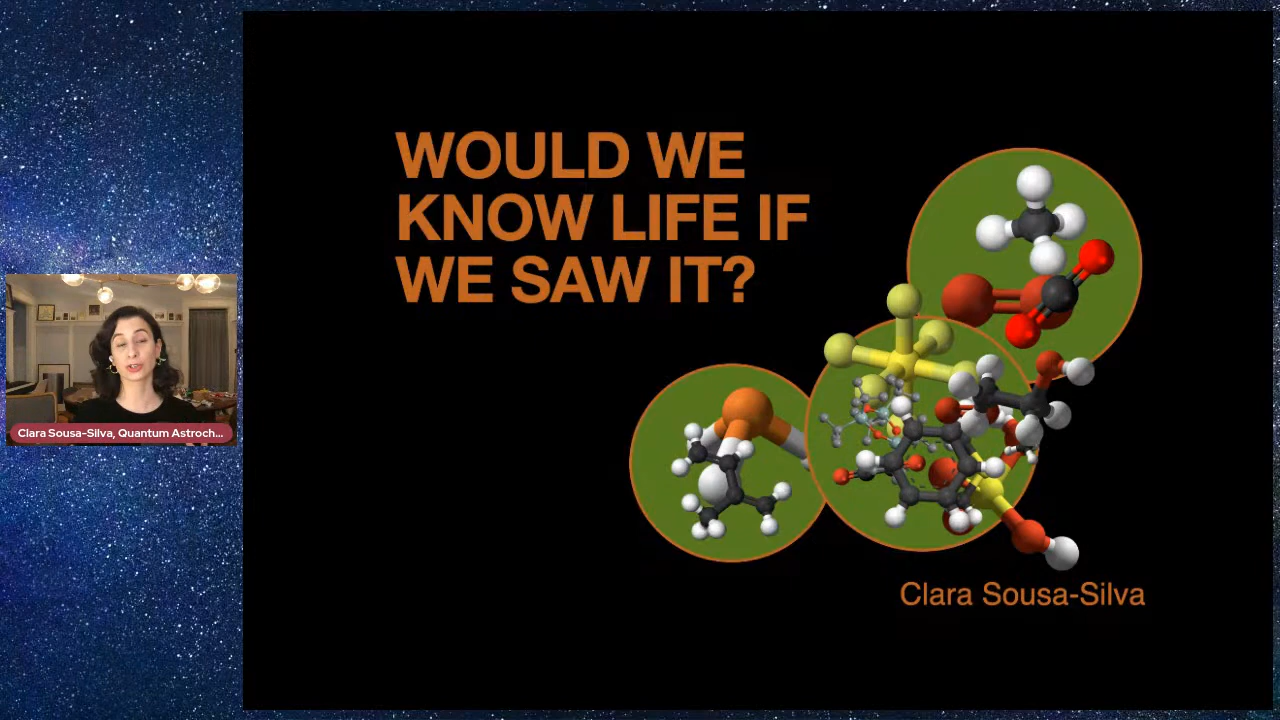 WOULD WE
KNOW LIFE IF
WE SAW IT?
Clara Sousa-Silva, Quantum Astroch...
Clara Sousa-Silva